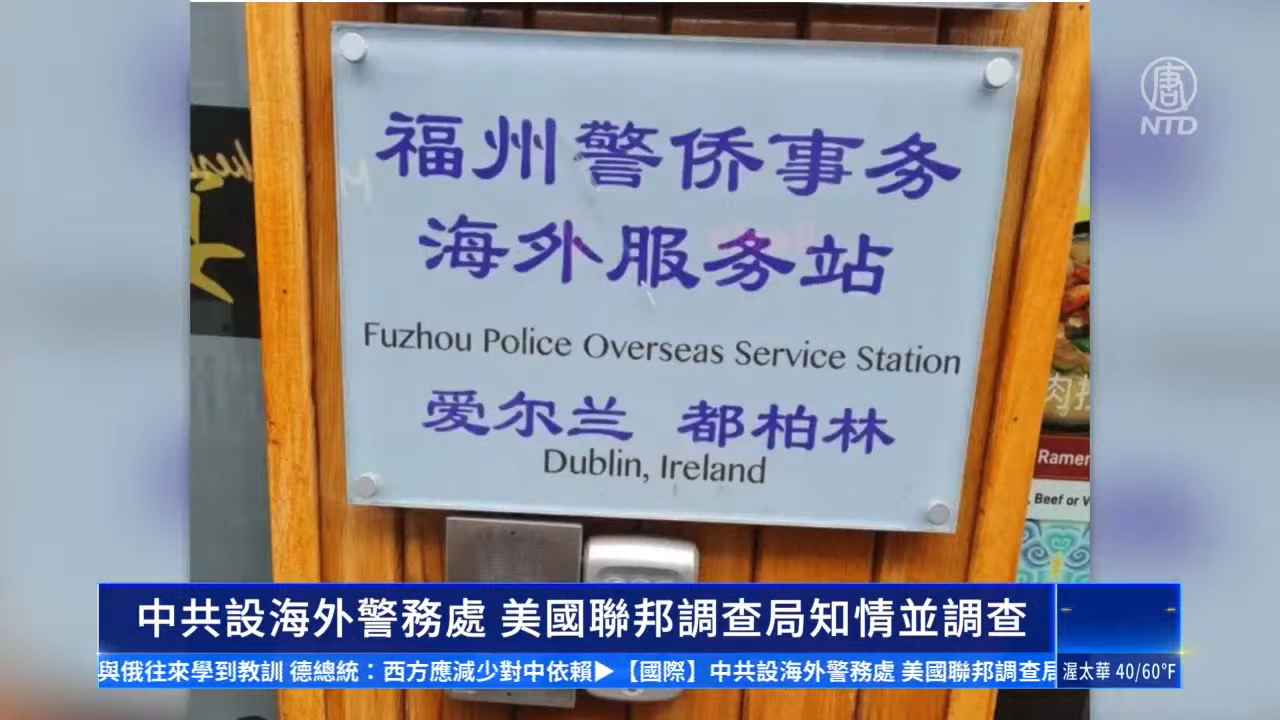 唐
NTD
福州警侨事务
海外服务站
Fuzhou Police Overseas Service Station
爱尔兰 都柏林
Dublin, Ireland
Ramen
Beef or V
中共設海外警務處 美國聯邦調查局知情並調查
與俄往來學到教訓 德總統：西方應減少對中依賴▶【國際】中共設海外警務處 美國聯邦調查局
渥太華 40/60°F